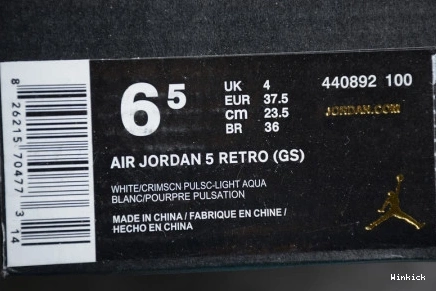 8 26215 70477 3 14
6.5
UK 4
EUR 37.5
cm 23.5
BR 36
440892 100
JORDAN.COM
AIR JORDAN 5 RETRO (GS)
WHITE/CRIMSCN PULSC-LIGHT AQUA
BLANC/POURPRE PULSATION
MADE IN CHINA / FABRIQUE EN CHINE /
HECHO EN CHINA
Winkick